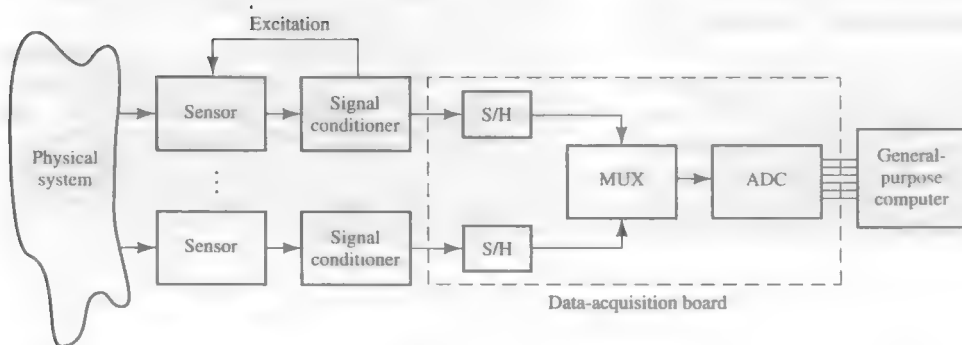 Excitation
Sensor
Signal
conditioner
S/H
Physical
system
MUX
ADC
General-
purpose
computer
Sensor
Signal
conditioner
S/H
Data-acquisition board